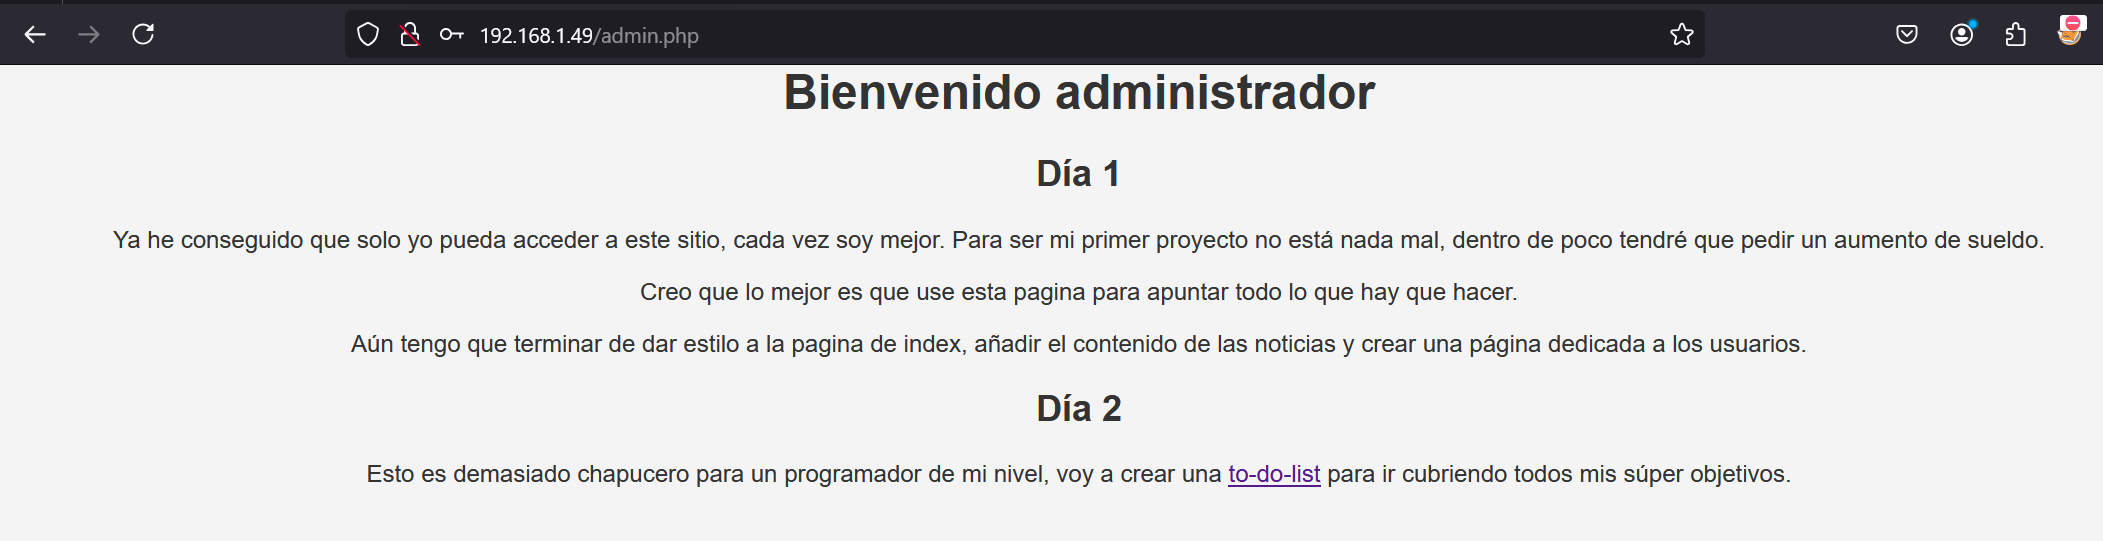 192.168.1.49/admin.php
Bienvenido administrador
Día 1
Ya he conseguido que solo yo pueda acceder a este sitio, cada vez soy mejor. Para ser mi primer proyecto no está nada mal, dentro de poco tendré que pedir un aumento de sueldo.
Creo que lo mejor es que use esta pagina para apuntar todo lo que hay que hacer.
Aún tengo que terminar de dar estilo a la pagina de index, añadir el contenido de las noticias y crear una página dedicada a los usuarios.
Día 2
Esto es demasiado chapucero para un programador de mi nivel, voy a crear una to-do-list para ir cubriendo todos mis súper objetivos.